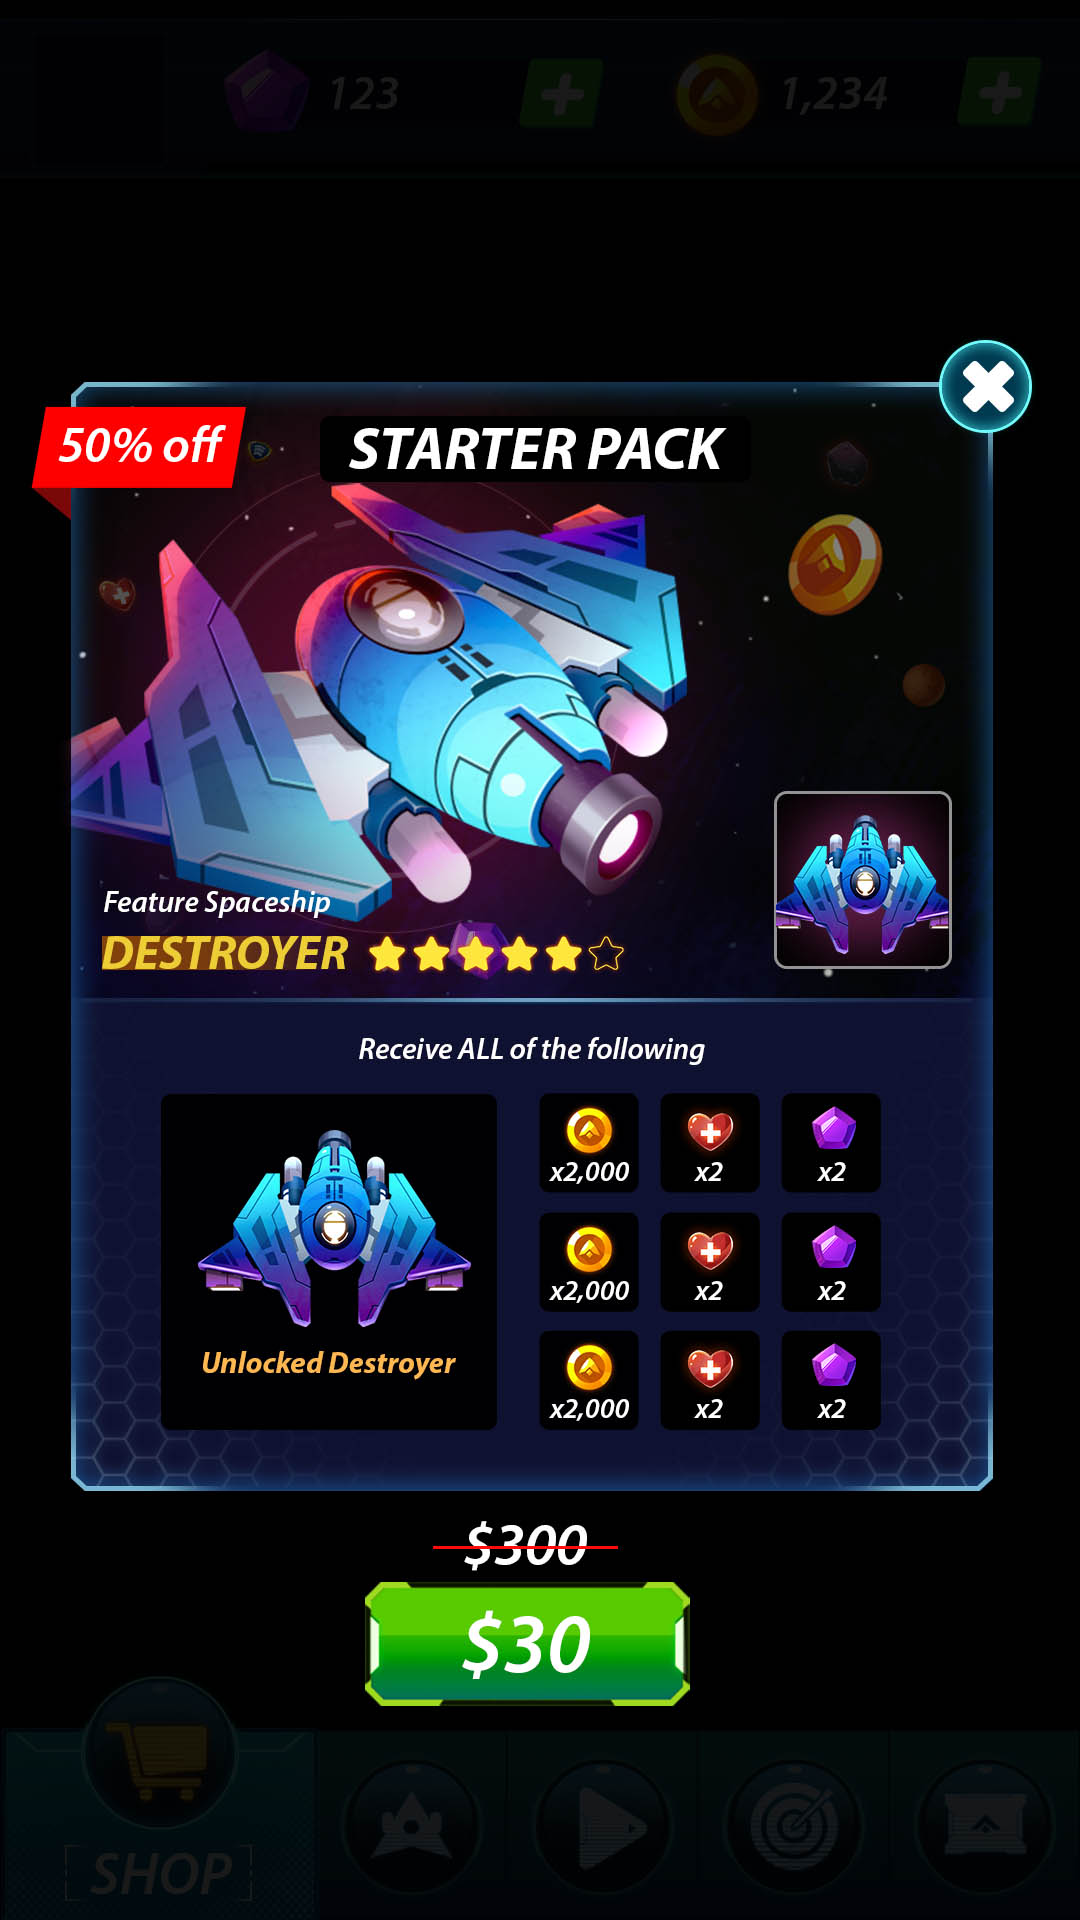 123
1,234
50% off
STARTER PACK
Feature Spaceship
DESTROYER
Receive ALL of the following
x2,000 x2 x2
x2,000 x2 x2
x2,000 x2 x2
Unlocked Destroyer
$300
$30
SHOP